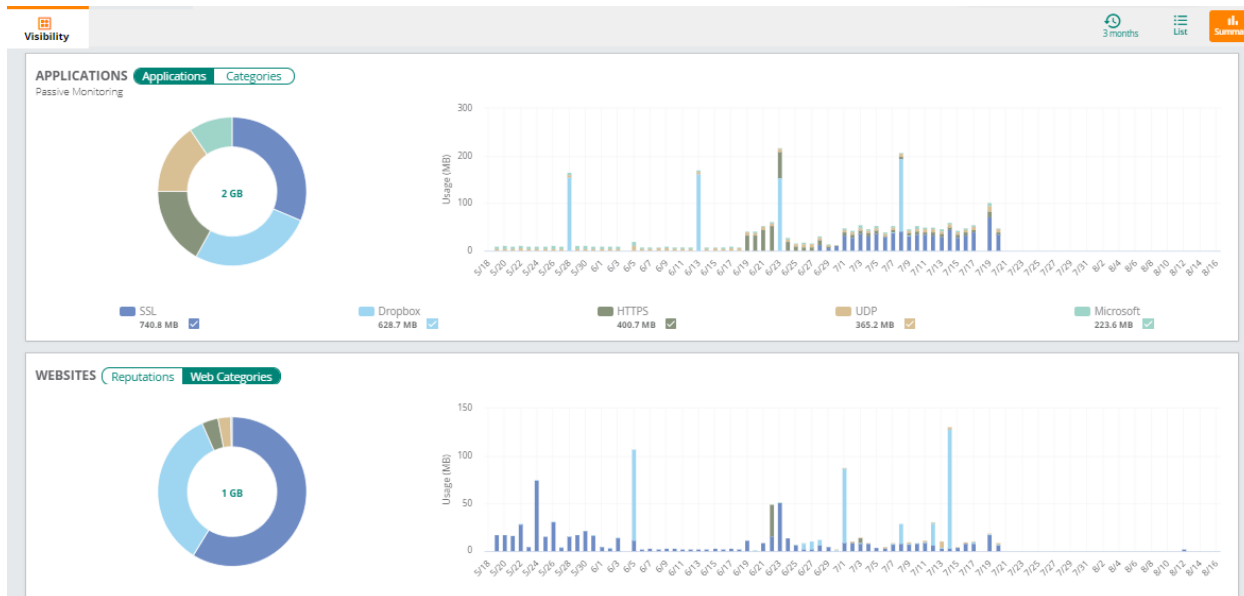 Visibility
3 months
List
Summa
APPLICATIONS Applications Categories
Passive Monitoring
2 GB
Usage (MB)
300
200
100
0
5/18 5/20 5/22 5/24 5/26 5/28 5/30 6/1 6/3 6/5 6/7 6/9 6/11 6/13 6/15 6/17 6/19 6/21 6/23 6/25 6/27 6/29 7/1 7/3 7/5 7/7 7/9 7/11 7/13 7/15 7/17 7/19 7/21 7/23 7/25 7/27 7/29 7/31 8/2 8/4 8/6 8/8 8/10 8/12 8/14 8/16
SSL Dropbox HTTPS UDP Microsoft
740.8 MB 628.7 MB 400.7 MB 365.2 MB 223.6 MB
WEBSITES Reputations Web Categories
1 GB
Usage (MB)
150
100
50
0
5/18 5/20 5/22 5/24 5/26 5/28 5/30 6/1 6/3 6/5 6/7 6/9 6/11 6/13 6/15 6/17 6/19 6/21 6/23 6/25 6/27 6/29 7/1 7/3 7/5 7/7 7/9 7/11 7/13 7/15 7/17 7/19 7/21 7/23 7/25 7/27 7/29 7/31 8/2 8/4 8/6 8/8 8/10 8/12 8/14 8/16